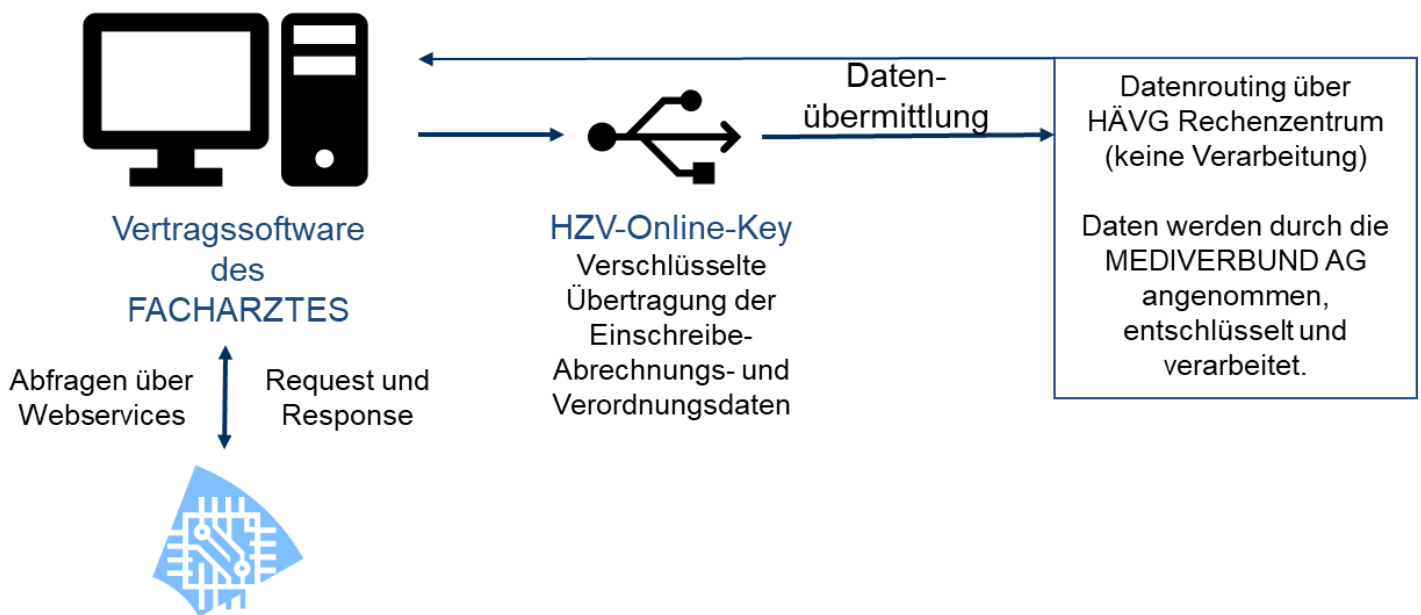 Vertragssoftware
des
FACHARZTES
Abfragen über
Webservices
Request und
Response
HZV-Online-Key
Verschlüsselte
Übertragung der
Einschreibe-
Abrechnungs- und
Verordnungsdaten
Daten-
übermittlung
Datenrouting über
HÄVG Rechenzentrum
(keine Verarbeitung)
Daten werden durch die
MEDIVERBUND AG
angenommen,
entschlüsselt und
verarbeitet.